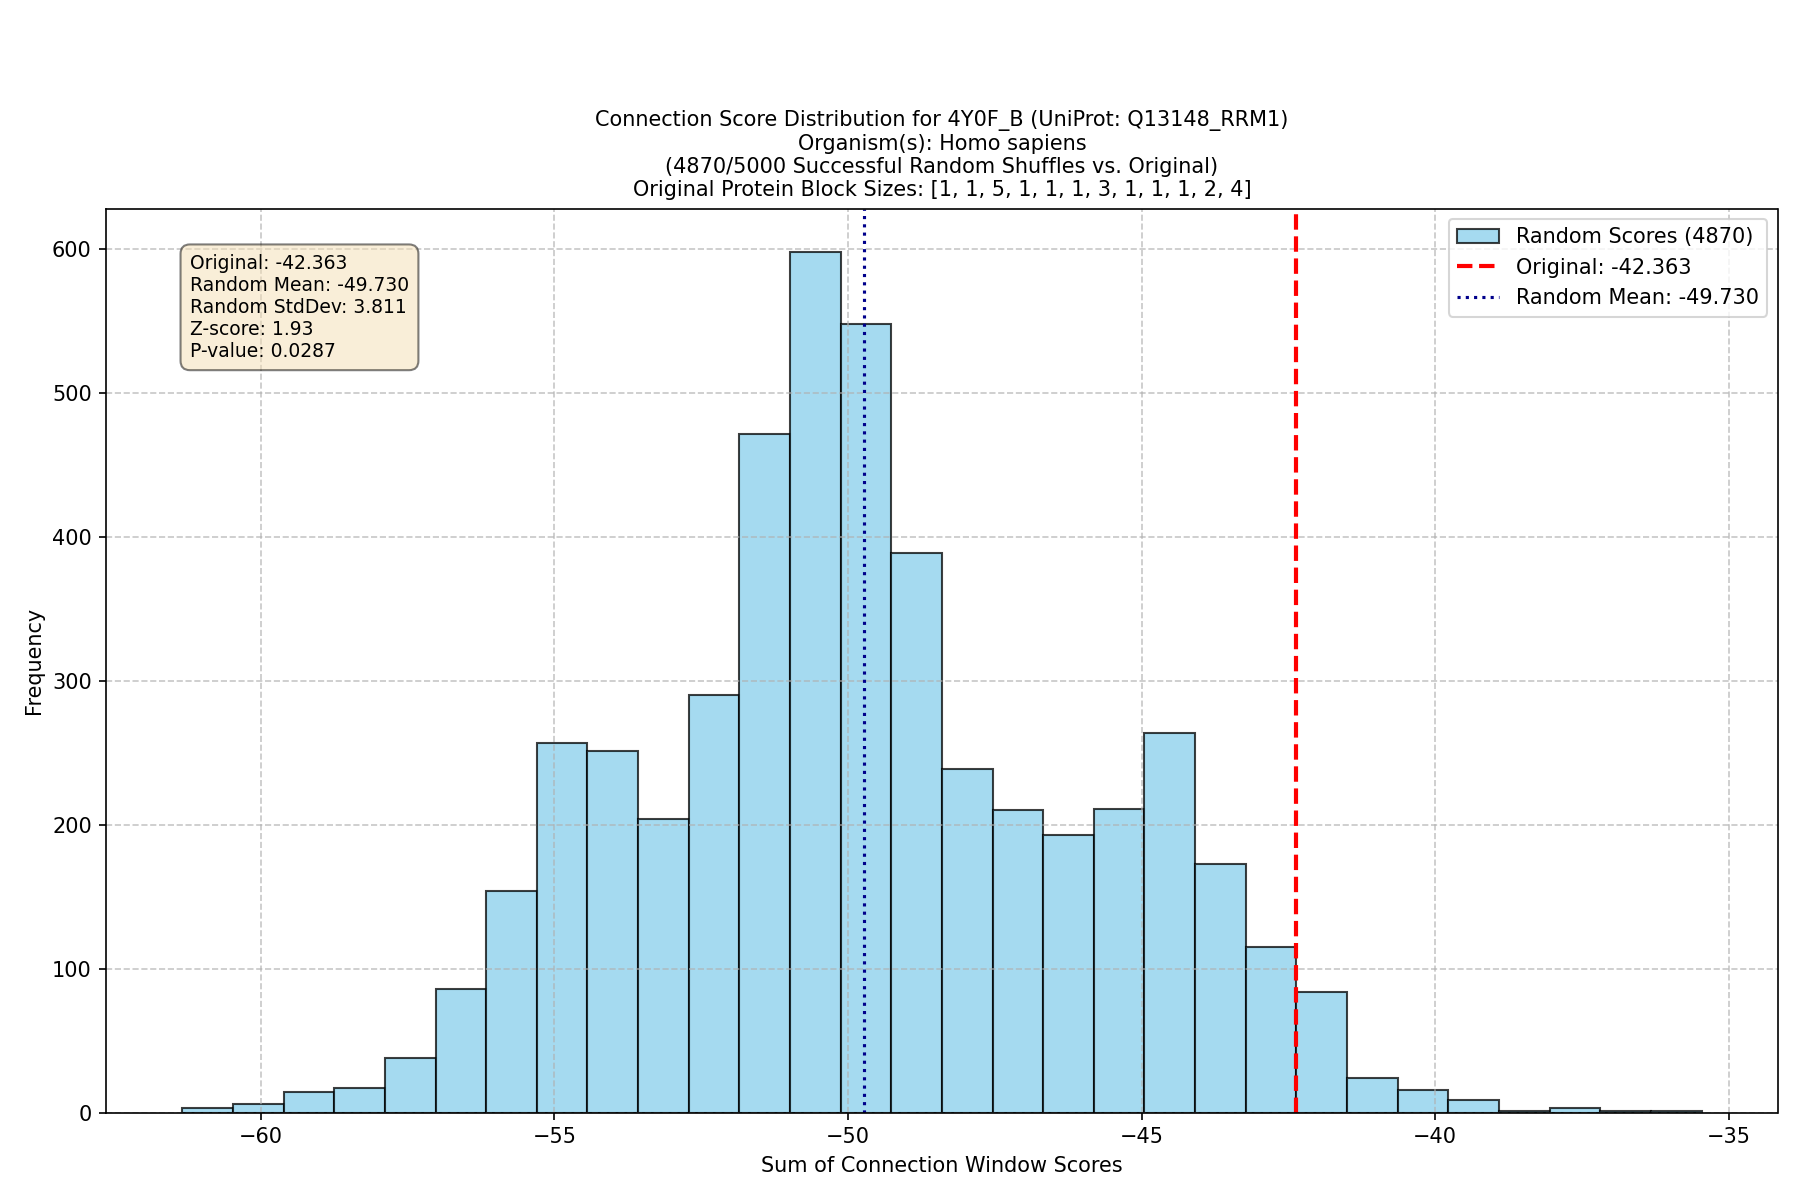 Connection Score Distribution for 4Y0F_B (UniProt: Q13148_RRM1)
Organism(s): Homo sapiens
(4870/5000 Successful Random Shuffles vs. Original)
Original Protein Block Sizes: [1, 1, 5, 1, 1, 1, 3, 1, 1, 1, 2, 4]
Original: -42.363
Random Mean: -49.730
Random StdDev: 3.811
Z-score: 1.93
P-value: 0.0287
Random Scores (4870)
Original: -42.363
Random Mean: -49.730
Frequency
600
500
400
300
200
100
0
−60
−55
−50
−45
−40
−35
Sum of Connection Window Scores